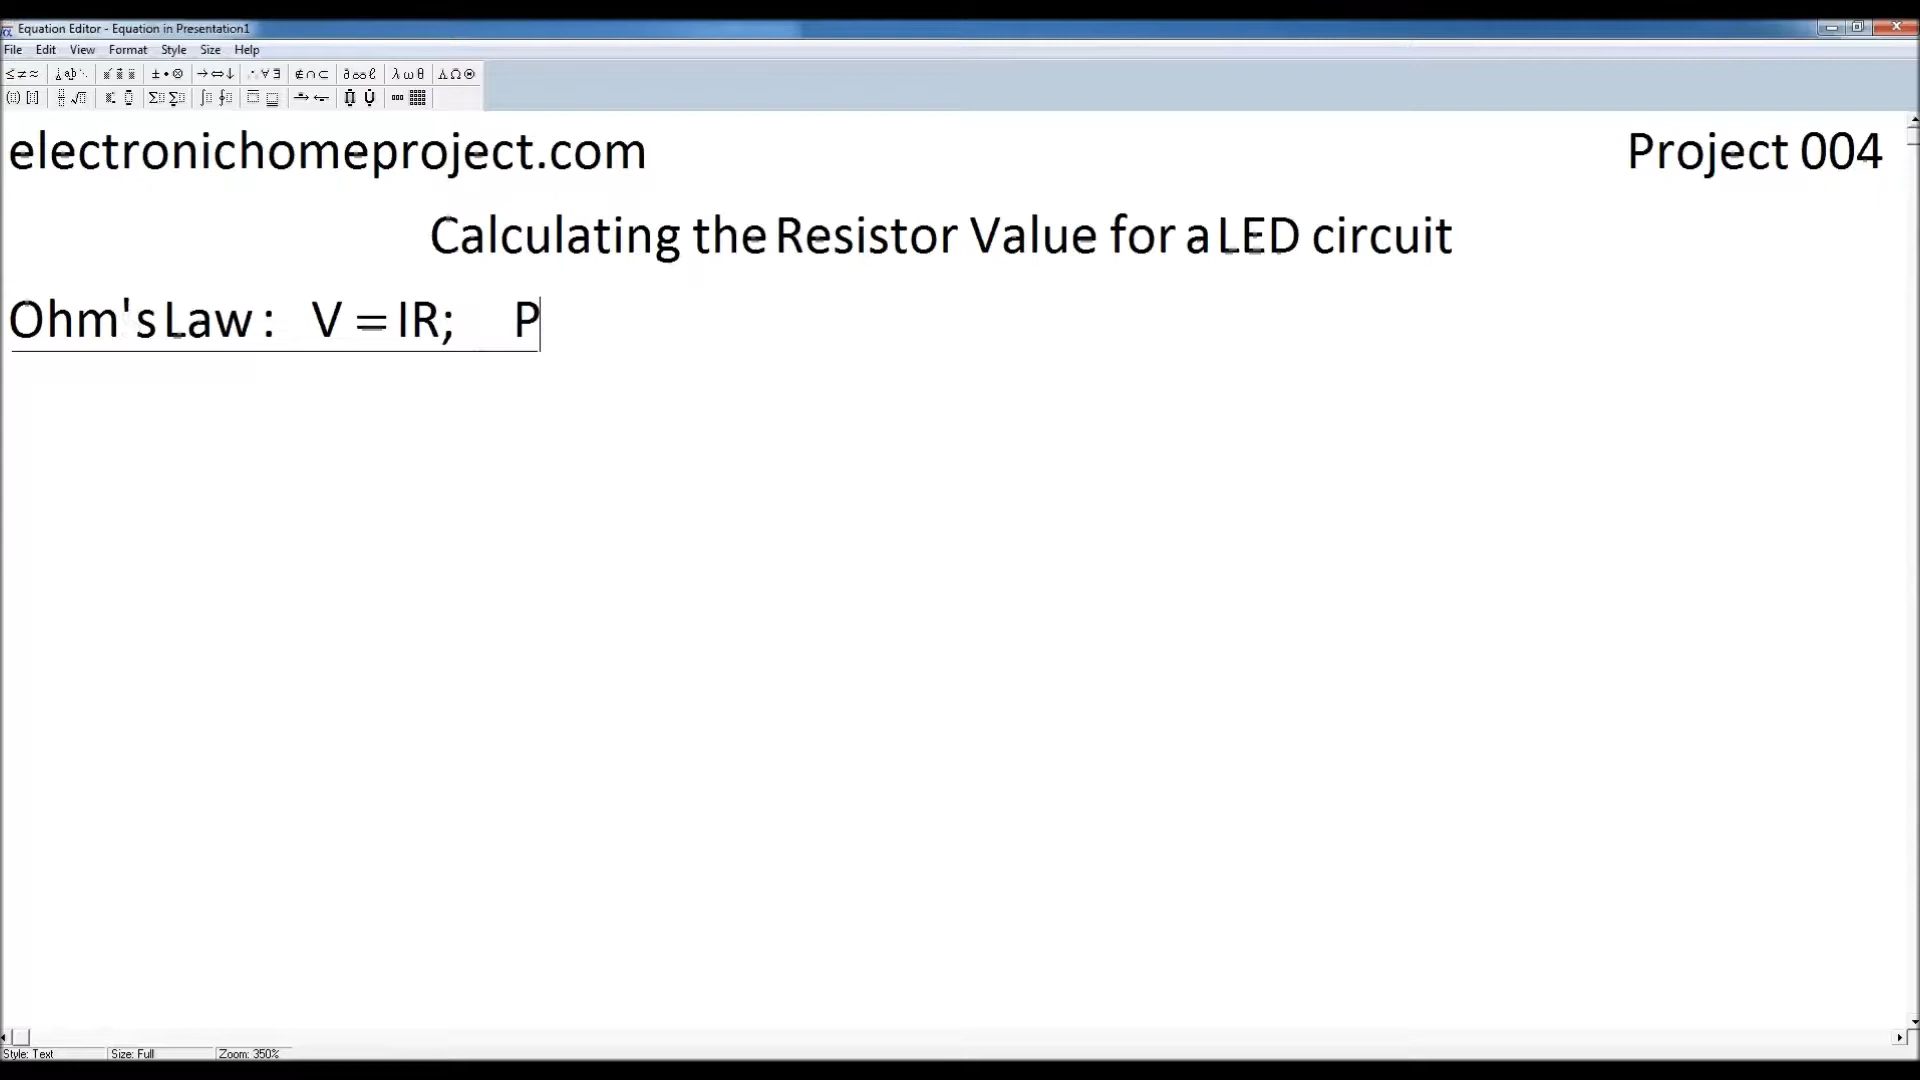 Equation Editor - Equation in Presentation1
File Edit View Format Style Size Help
electronichomeproject.com Project 004
Calculating the Resistor Value for a LED circuit
Ohm's Law : V = IR; P
Style: Text Size: Full Zoom: 350%